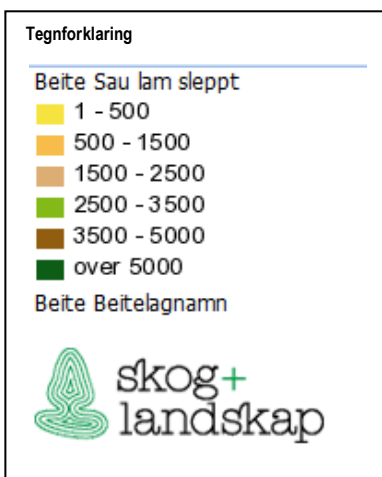 Tegnforklaring
Beite Sau lam sleppt
1 - 500
500 - 1500
1500 - 2500
2500 - 3500
3500 - 5000
over 5000
Beite Beitelagnamn
skog+
landskap